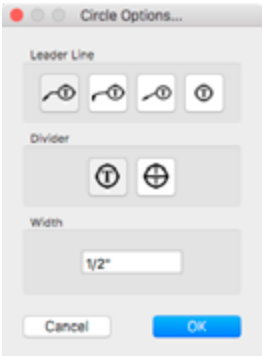 Circle Options...
Leader Line
T T T T
Divider
T
Width
1/2"
Cancel OK